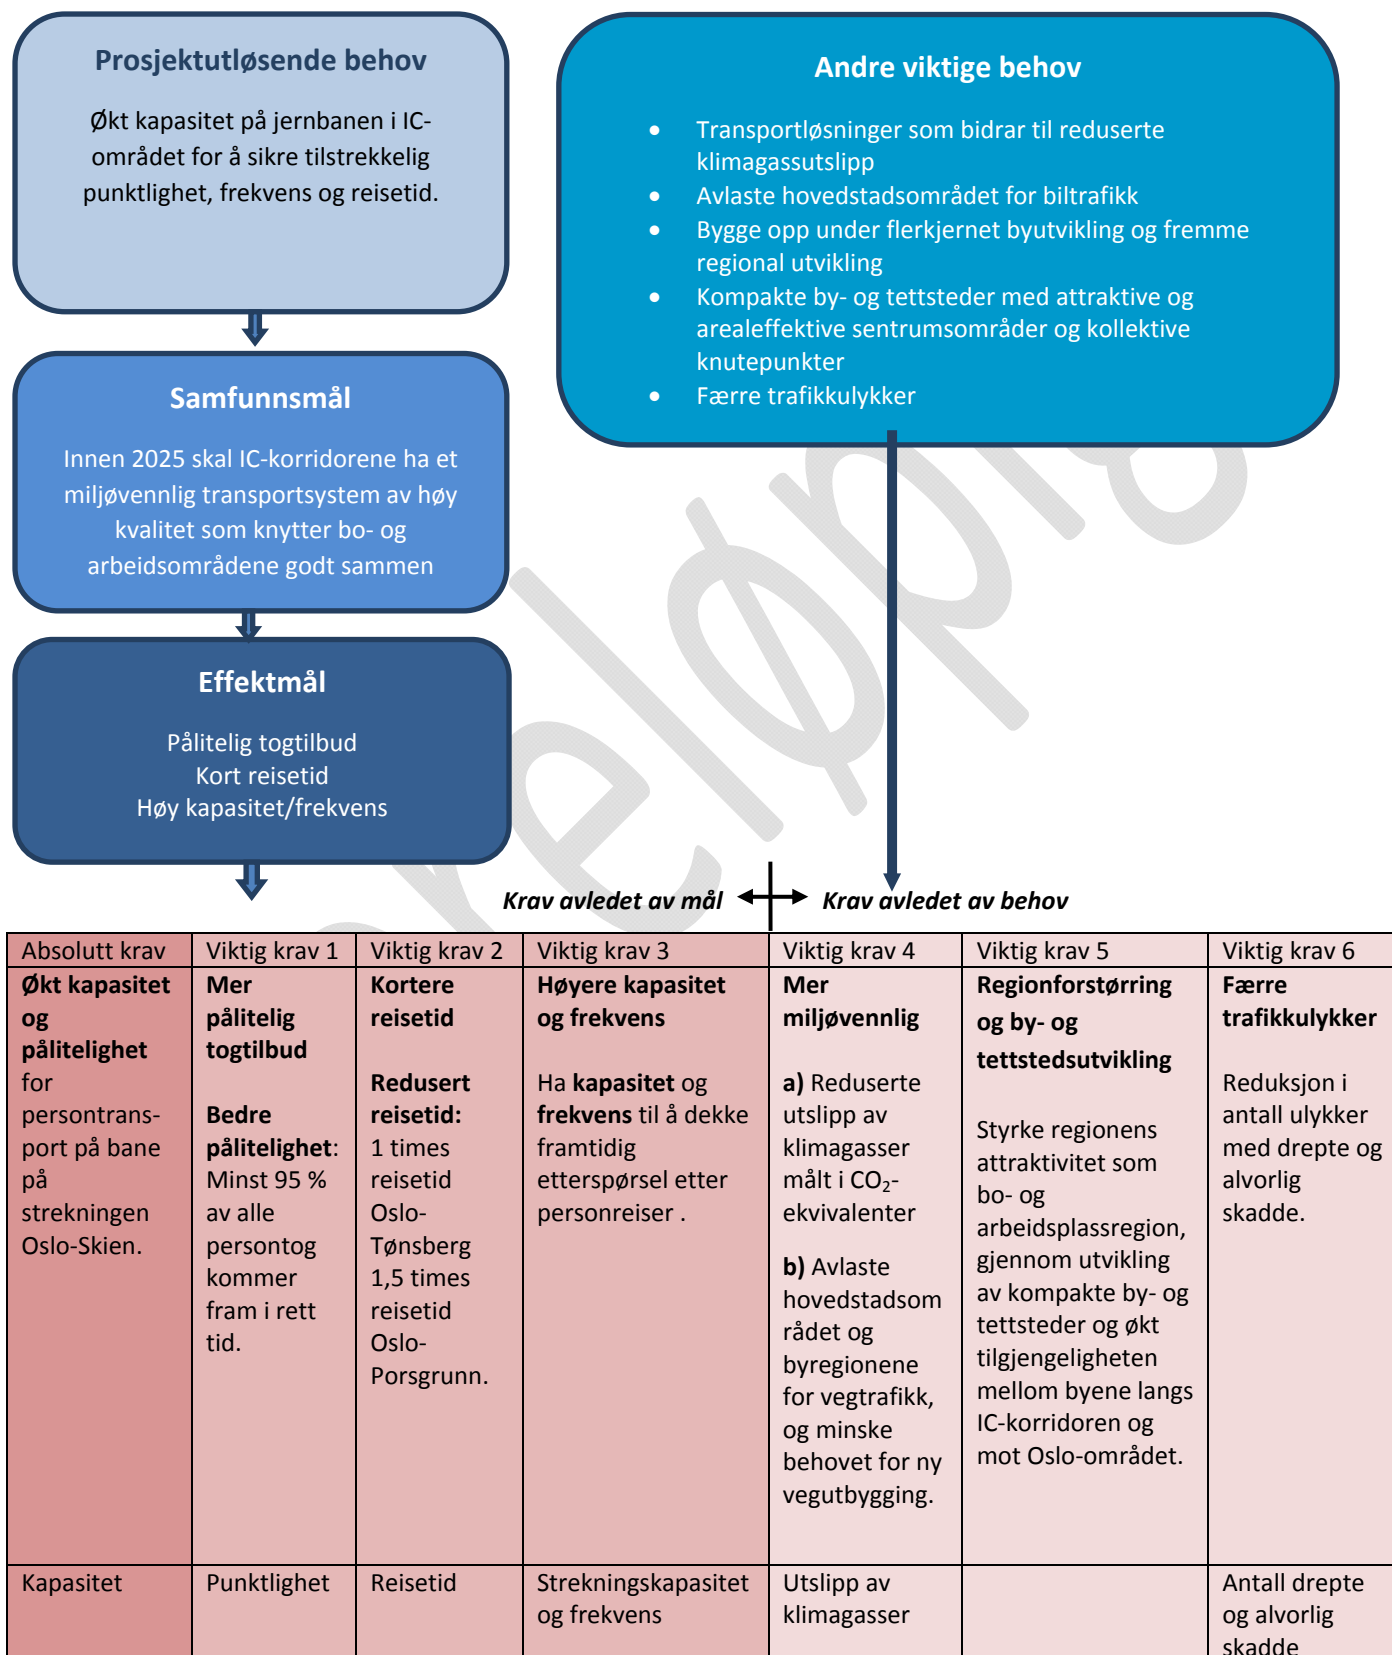 Prosjektutløsende behov
Økt kapasitet på jernbanen i IC-
området for å sikre tilstrekkelig
punktlighet, frekvens og reisetid.
Andre viktige behov
• Transportløsninger som bidrar til reduserte
klimagassutslipp
• Avlaste hovedstadsområdet for biltrafikk
• Bygge opp under flerkjernet byutvikling og fremme
regional utvikling
• Kompakte by- og tettsteder med attraktive og
arealeffektive sentrumsområder og kollektive
knutepunkter
• Færre trafikkulykker
Samfunnsmål
Innen 2025 skal IC-korridorene ha et
miljøvennlig transportsystem av høy
kvalitet som knytter bo- og
arbeidsområdene godt sammen
Effektmål
Pålitelig togtilbud
Kort reisetid
Høy kapasitet/frekvens
Krav avledet av mål
Krav avledet av behov
Absolutt krav
Økt kapasitet
og
pålitelighet
for
persontrans-
port på bane
på
strekningen
Oslo-Skien.
Kapasitet
Viktig krav 1
Mer
pålitelig
togtilbud
Bedre
pålitelighet:
Minst 95 %
av alle
persontog
kommer
fram i rett
tid.
Punktlighet
Viktig krav 2
Kortere
reisetid
Redusert
reisetid:
1 times
reisetid
Oslo-
Tønsberg
1,5 times
reisetid
Oslo-
Porsgrunn.
Reisetid
Viktig krav 3
Høyere kapasitet
og frekvens
Ha kapasitet og
frekvens til å dekke
framtidig
etterspørsel etter
personreiser .
Strekningskapasitet
og frekvens
Viktig krav 4
Mer
miljøvennlig
a) Reduserte
utslipp av
klimagasser
målt i CO₂-
ekvivalenter
b) Avlaste
hovedstadsom
rådet og
byregionene
for vegtrafikk,
og minske
behovet for ny
vegutbygging.
Utslipp av
klimagasser
Viktig krav 5
Regionforstørring
og by- og
tettstedsutvikling
Styrke regionens
attraktivitet som
bo- og
arbeidsplassregion,
gjennom utvikling
av kompakte by- og
tettsteder og økt
tilgjengeligheten
mellom byene langs
IC-korridoren og
mot Oslo-området.
Viktig krav 6
Færre
trafikkulykker
Reduksjon i
antall ulykker
med drepte og
alvorlig
skadde.
Antall drepte
og alvorlig
skadde